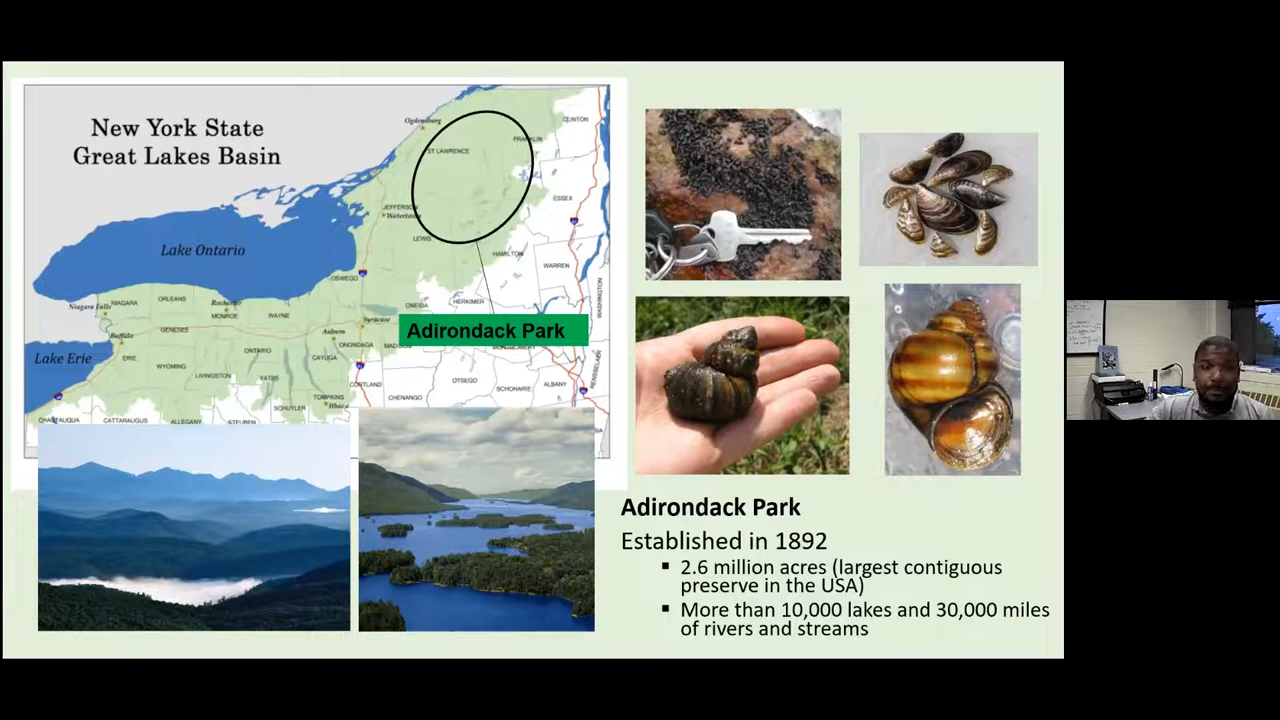 New York State
Great Lakes Basin
Ogdensburg
CLINTON
FRANKLIN
ST LAWRENCE
ESSEX
JEFFERSON
Watertown
LEWIS
Lake Ontario
HAMILTON
WARREN
OSWEGO
WASHINGTON
Niagara Falls
NIAGARA
ORLEANS
Rochester
MONROE
WAYNE
ONEIDA
HERKIMER
Syracuse
Buffalo
GENESEE
Auburn
Adirondack Park
Lake Erie
ERIE
ONTARIO
CAYUGA
ONONDAGA
WYOMING
LIVINGSTON
YATES
CORTLAND
OTSEGO
SCHOHARIE
ALBANY
RENSSELAER
TOMPKINS
Ithaca
SCHUYLER
CHENANGO
CHAUTAUQUA
CATTARAUGUS
ALLEGANY
STEUBEN
Adirondack Park
Established in 1892
▪ 2.6 million acres (largest contiguous
preserve in the USA)
▪ More than 10,000 lakes and 30,000 miles
of rivers and streams